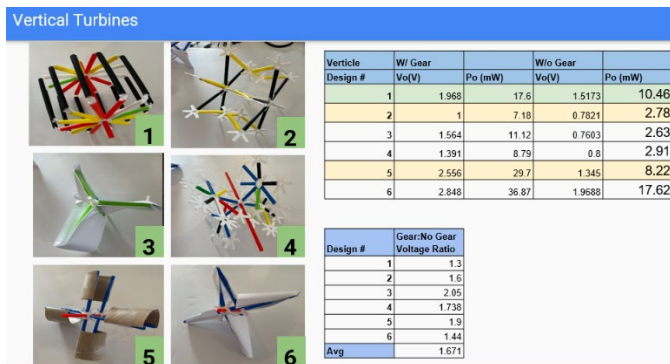 Vertical Turbines
1
2
3
4
5
6
Verticle W/ Gear W/o Gear
Design # Vo(V) Po (mW) Vo(V) Po (mW)
1 1.968 17.6 1.5173 10.46
2 1 7.18 0.7821 2.78
3 1.564 11.12 0.7603 2.63
4 1.391 8.79 0.8 2.91
5 2.556 29.7 1.345 8.22
6 2.848 36.87 1.9688 17.62
Gear:No Gear
Design # Voltage Ratio
1 1.3
2 1.6
3 2.05
4 1.738
5 1.9
6 1.44
Avg 1.671